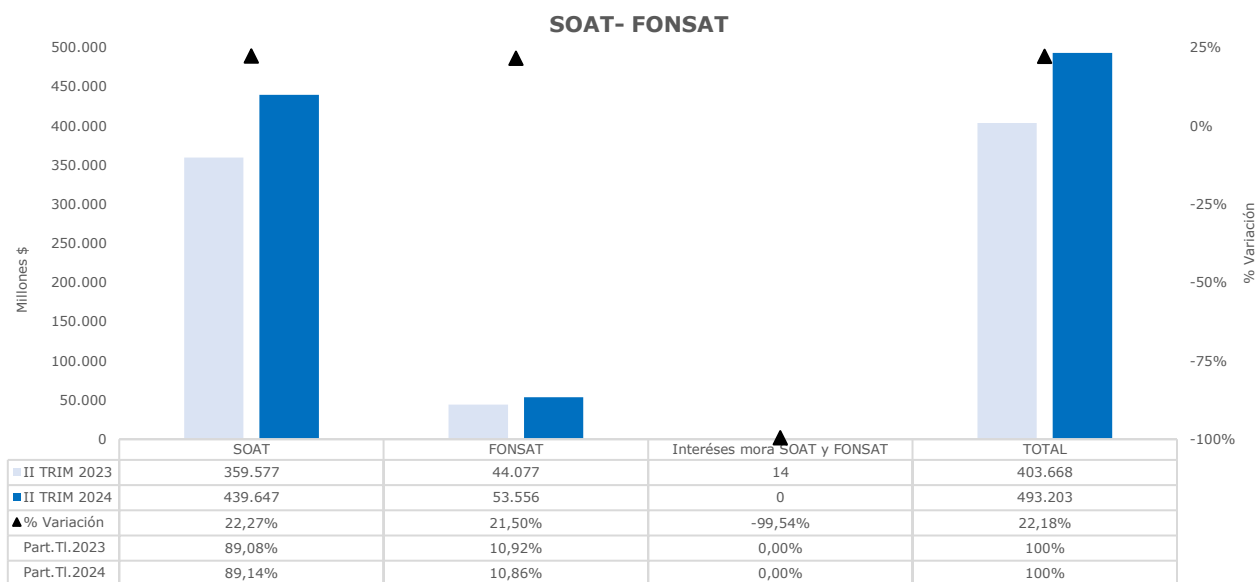 SOAT- FONSAT
500.000
450.000
400.000
350.000
300.000
250.000
200.000
150.000
100.000
50.000
0
Millones $
25%
0%
-25%
-50%
-75%
-100%
% Variación
SOAT FONSAT Interéses mora SOAT y FONSAT TOTAL
II TRIM 2023 359.577 44.077 14 403.668
II TRIM 2024 439.647 53.556 0 493.203
% Variación 22,27% 21,50% -99,54% 22,18%
Part.Tl.2023 89,08% 10,92% 0,00% 100%
Part.Tl.2024 89,14% 10,86% 0,00% 100%